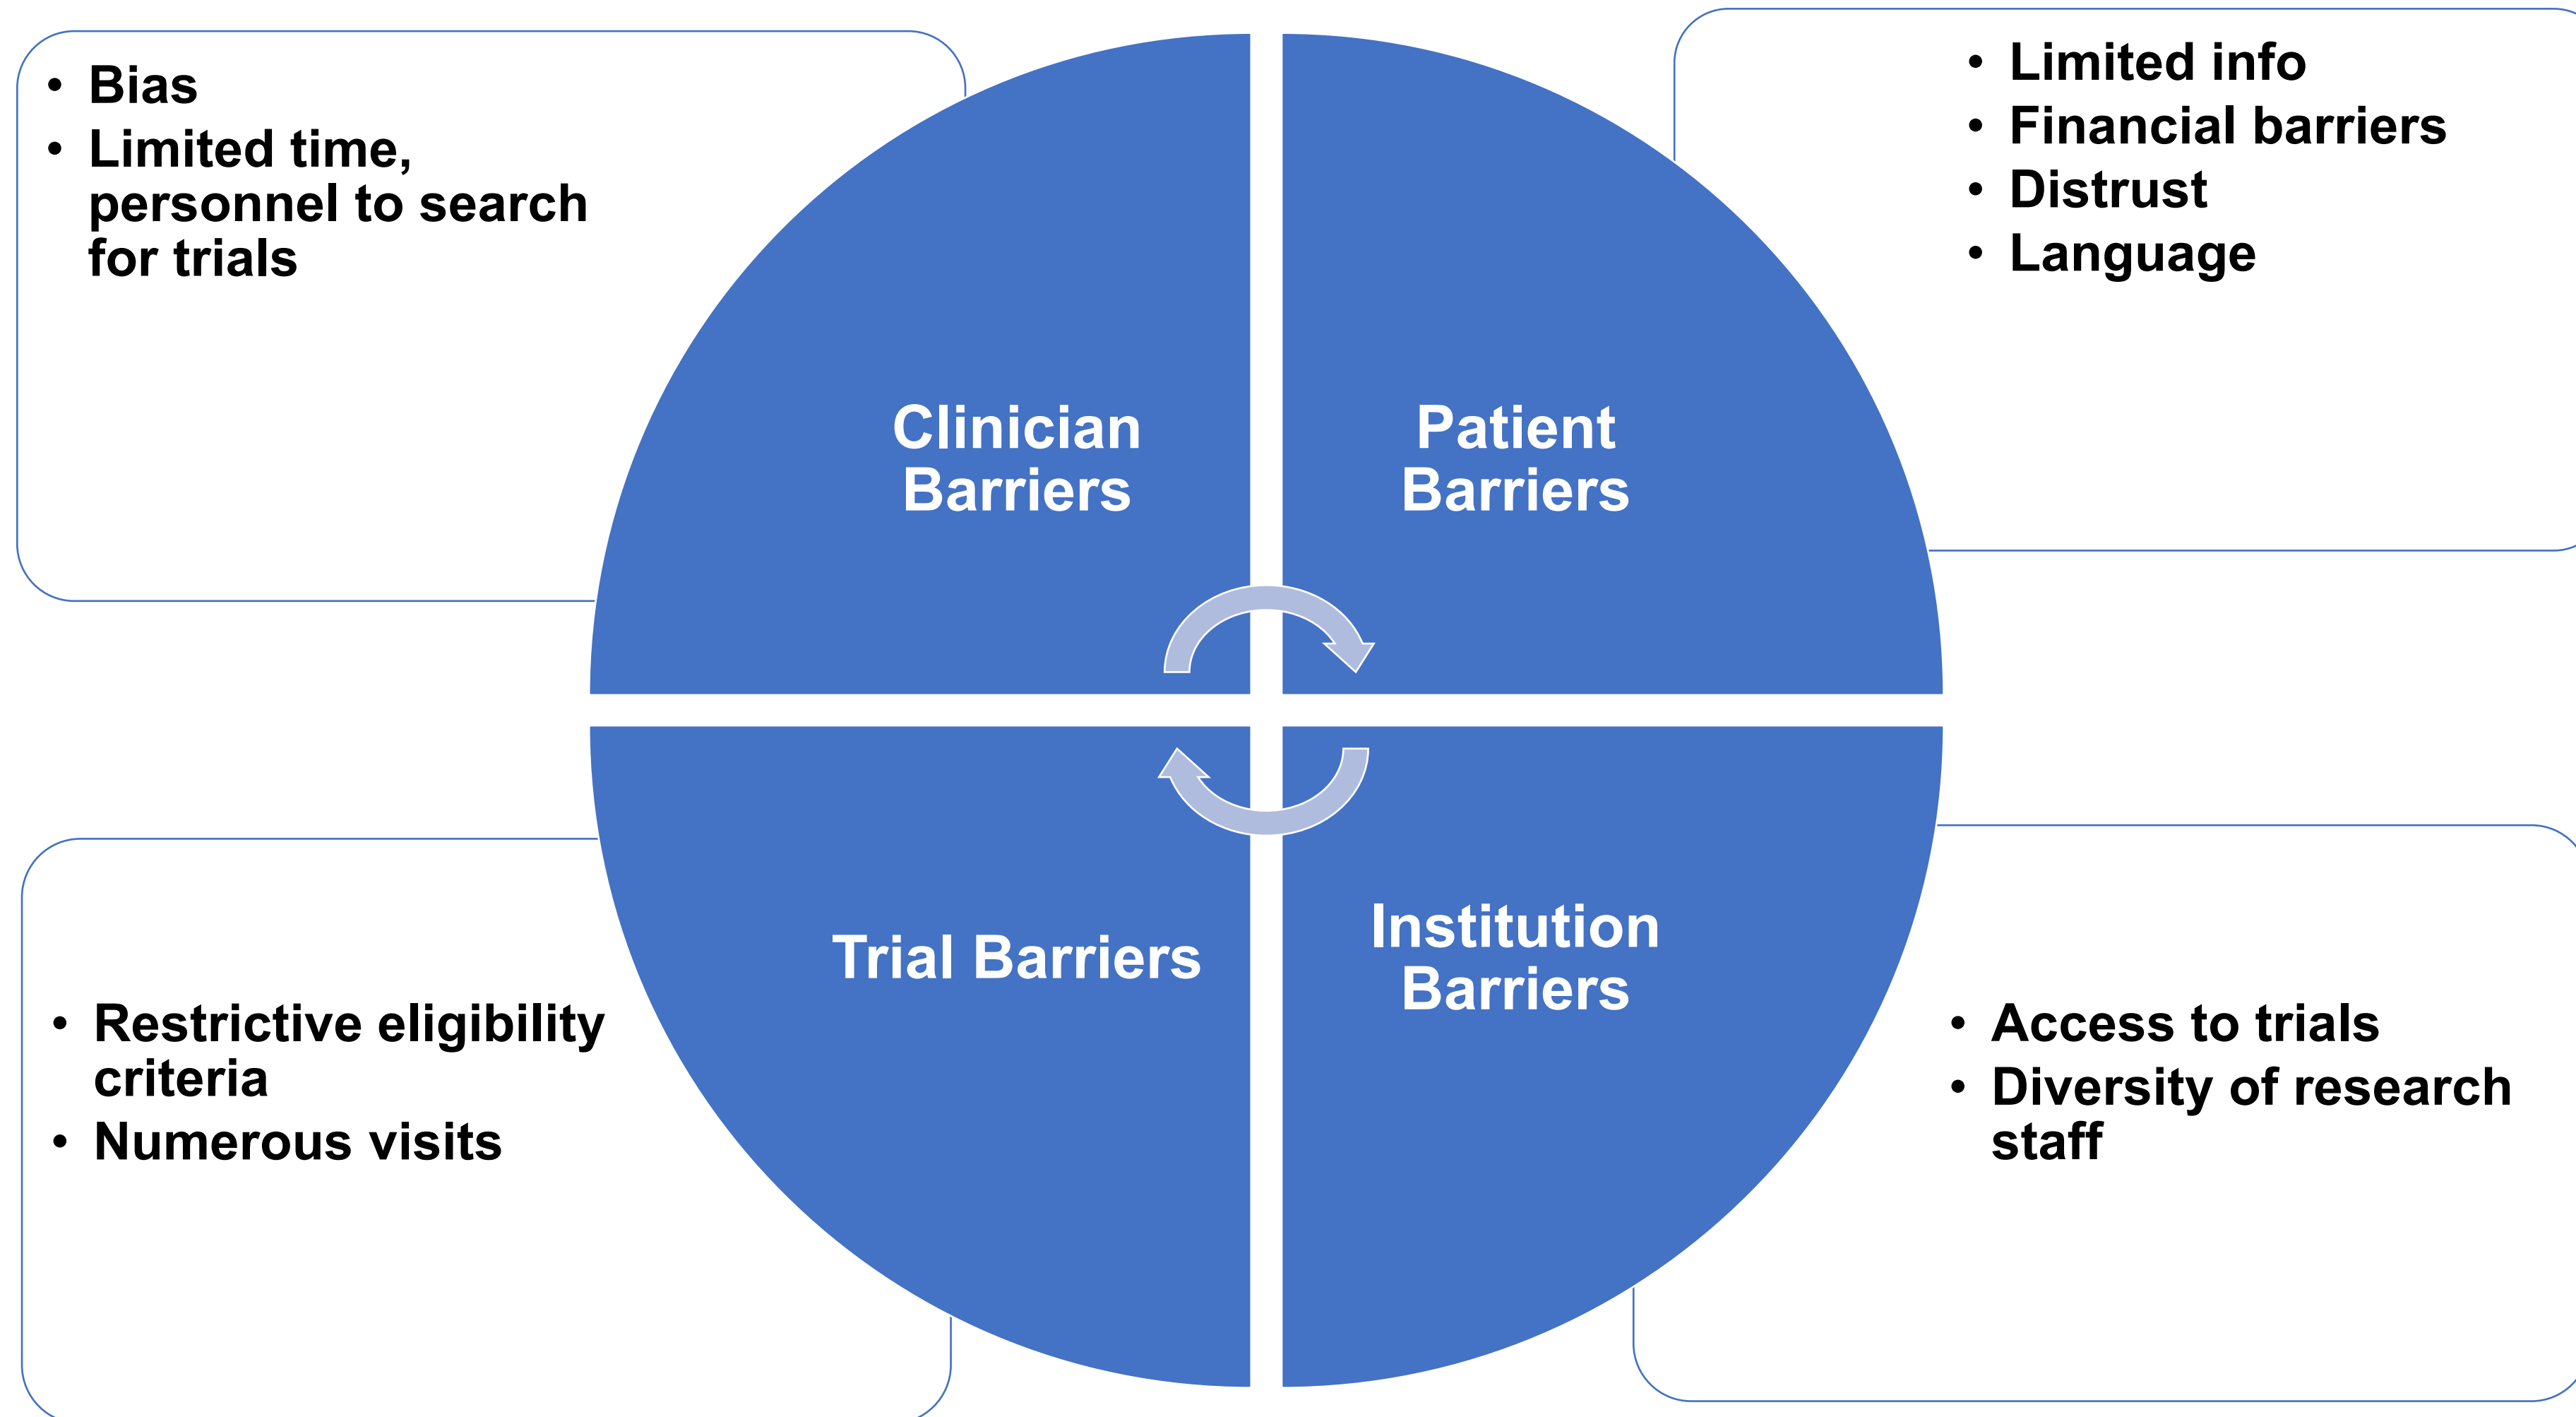 • Bias
• Limited time,
personnel to search
for trials
Clinician
Barriers
Patient
Barriers
• Limited info
• Financial barriers
• Distrust
• Language
Trial Barriers
• Restrictive eligibility
criteria
• Numerous visits
Institution
Barriers
• Access to trials
• Diversity of research
staff